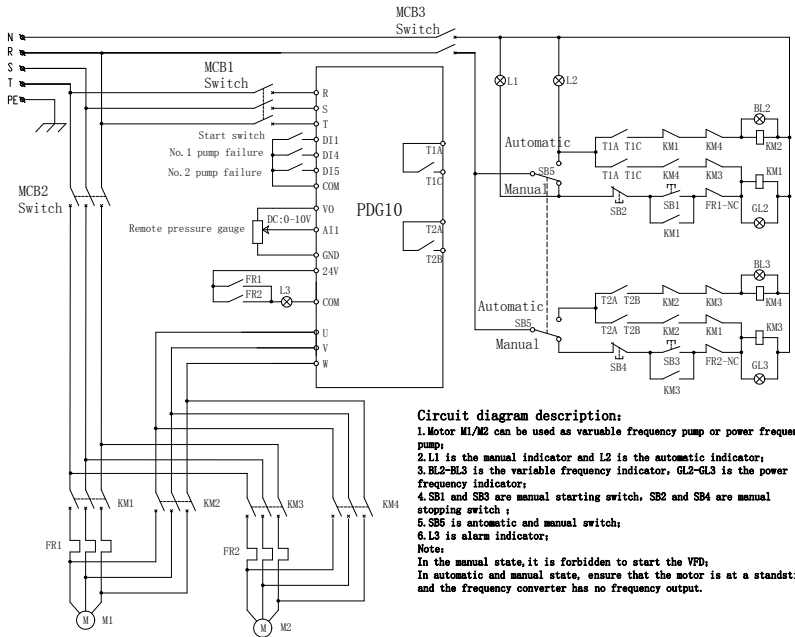 MCB3
Switch
N
R
S
T
PE
MCB1
Switch
R
S
T
Start switch DI1
No.1 pump failure DI4
No.2 pump failure DI5
COM
VO
DC:0-10V
Remote pressure gauge AI1
GND
24V
FR1
FR2 L3 COM
U
V
W
PDG10
T1A
T1C
T2A
T2B
MCB2
Switch
L1 L2
Automatic
SB5
Manual
BL2
T1A T1C KM1 KM4 KM2
T1A T1C KM4 KM3 KM1
SB2 SB1 FR1-NC GL2
KM1
Automatic
SB5
Manual
BL3
T2A T2B KM2 KM3 KM4
T2A T2B KM2 KM1 KM3
SB4 SB3 FR2-NC GL3
KM3
KM1 KM2 KM3 KM4
FR1 FR2
M M1
M M2
Circuit diagram description:
1.Motor M1/M2 can be used as varuable frequency pump or power freque
pump;
2.L1 is the manual indicator and L2 is the automatic indicator;
3.BL2-BL3 is the variable frequency indicator, GL2-GL3 is the power
frequency indicator;
4.SB1 and SB3 are manual starting switch, SB2 and SB4 are manual
stopping switch ;
5.SB5 is antomatic and manual switch;
6.L3 is alarm indicator;
Note:
In the manual state,it is forbidden to start the VFD;
In automatic and manual state, ensure that the motor is at a standst
and the frequency converter has no frequency output.